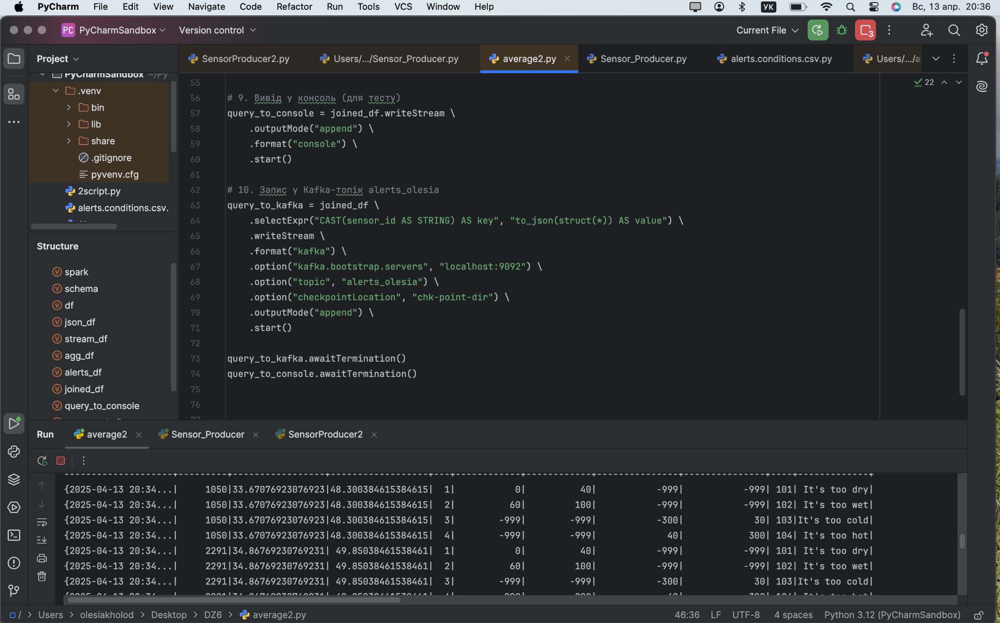 PyCharm File Edit View Navigate Code Refactor Run Tools VCS Window Help УК Вс, 13 апр. 20:36
PC PyCharmSandbox Version control Current File 3
Project
SensorProducer2.py Users/.../Sensor_Producer.py average2.py Sensor_Producer.py alerts.conditions.csv.py Users/.../a
PyCharmSandbox ~/Py
.venv
bin
lib
share
.gitignore
pyvenv.cfg
2script.py
alerts.conditions.csv.
Structure
spark
schema
df
json_df
stream_df
agg_df
alerts_df
joined_df
query_to_console
22
55
56 # 9. Вивід у консоль (для тесту)
57 query_to_console = joined_df.writeStream \
58 .outputMode("append") \
59 .format("console") \
60 .start()
61
62 # 10. Запис у Kafka-топік alerts_olesia
63 query_to_kafka = joined_df \
64 .selectExpr("CAST(sensor_id AS STRING) AS key", "to_json(struct(*)) AS value") \
65 .writeStream \
66 .format("kafka") \
67 .option("kafka.bootstrap.servers", "localhost:9092") \
68 .option("topic", "alerts_olesia") \
69 .option("checkpointLocation", "chk-point-dir") \
70 .outputMode("append") \
71 .start()
72
73 query_to_kafka.awaitTermination()
74 query_to_console.awaitTermination()
75
76
77
Run average2 Sensor_Producer SensorProducer2
{2025-04-13 20:34...| 1050|33.67076923076923|48.300384615384615| 1| 0| 40| -999| -999| 101| It's too dry|
{2025-04-13 20:34...| 1050|33.67076923076923|48.300384615384615| 2| 60| 100| -999| -999| 102| It's too wet|
{2025-04-13 20:34...| 1050|33.67076923076923|48.300384615384615| 3| -999| -999| -300| 30| 103|It's too cold|
{2025-04-13 20:34...| 1050|33.67076923076923|48.300384615384615| 4| -999| -999| 40| 300| 104| It's too hot|
{2025-04-13 20:34...| 2291|34.86769230769231| 49.85038461538461| 1| 0| 40| -999| -999| 101| It's too dry|
{2025-04-13 20:34...| 2291|34.86769230769231| 49.85038461538461| 2| 60| 100| -999| -999| 102| It's too wet|
{2025-04-13 20:34...| 2291|34.86769230769231| 49.85038461538461| 3| -999| -999| -300| 30| 103|It's too cold|
/ > Users > olesiakholod > Desktop > DZ6 > average2.py 46:36 LF UTF-8 4 spaces Python 3.12 (PyCharmSandbox)